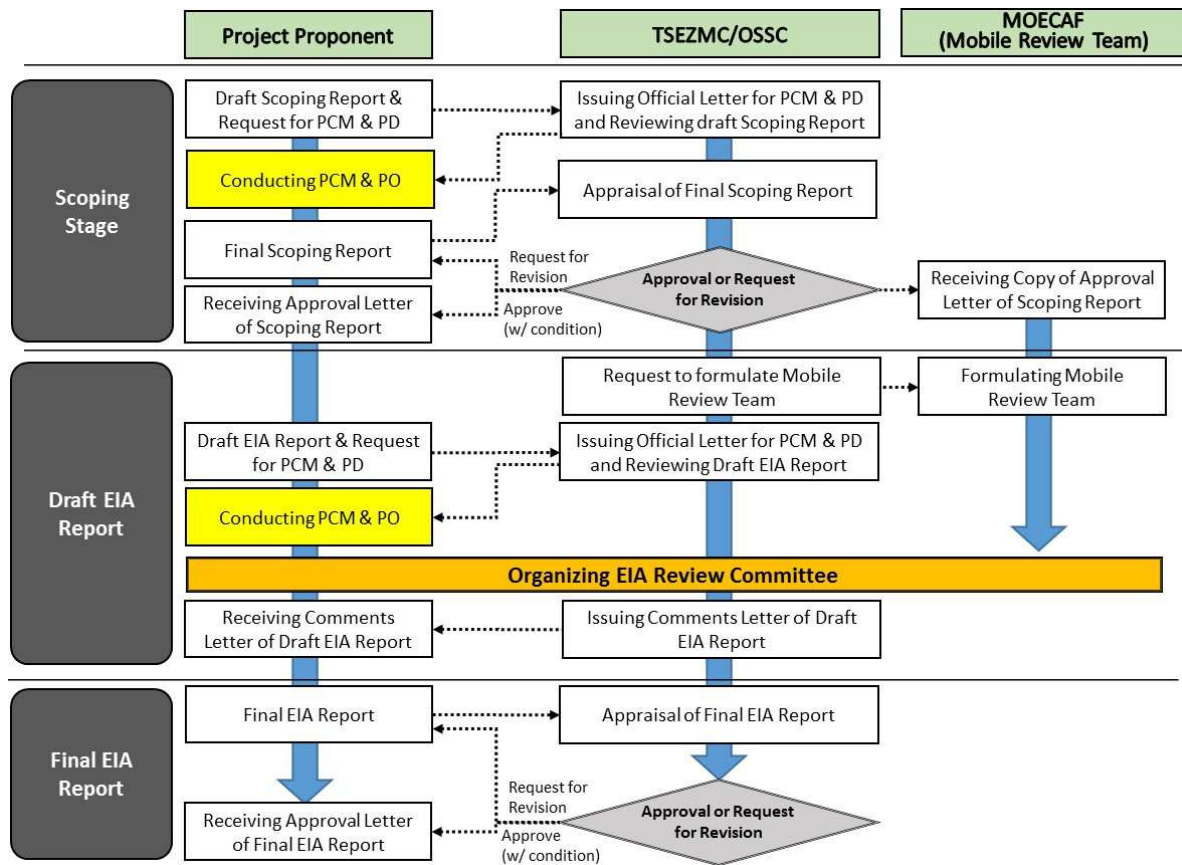 Project Proponent
TSEZMC/OSSC
MOECAF
(Mobile Review Team)
Scoping
Stage
Draft Scoping Report &
Request for PCM & PD
Issuing Official Letter for PCM & PD
and Reviewing draft Scoping Report
Conducting PCM & PO
Appraisal of Final Scoping Report
Final Scoping Report
Request for
Revision
Approval or Request
for Revision
Receiving Copy of Approval
Letter of Scoping Report
Receiving Approval Letter
of Scoping Report
Approve
(w/ condition)
Draft EIA
Report
Request to formulate Mobile
Review Team
Formulating Mobile
Review Team
Draft EIA Report & Request
for PCM & PD
Issuing Official Letter for PCM & PD
and Reviewing Draft EIA Report
Conducting PCM & PO
Organizing EIA Review Committee
Receiving Comments
Letter of Draft EIA Report
Issuing Comments Letter of Draft
EIA Report
Final EIA
Report
Final EIA Report
Appraisal of Final EIA Report
Request for
Revision
Approval or Request
for Revision
Receiving Approval Letter
of Final EIA Report
Approve
(w/ condition)